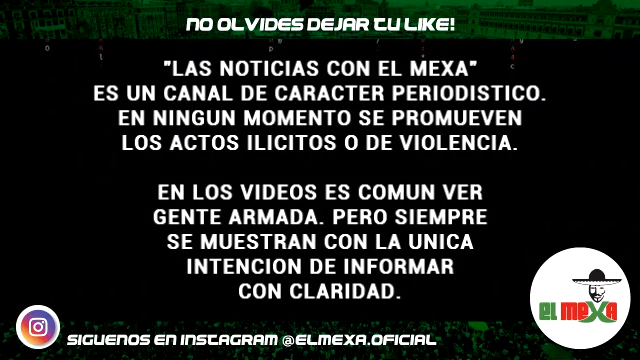 NO OLVIDES DEJAR TU LIKE!
"LAS NOTICIAS CON EL MEXA"
ES UN CANAL DE CARACTER PERIODISTICO.
EN NINGUN MOMENTO SE PROMUEVEN
LOS ACTOS ILICITOS O DE VIOLENCIA.
EN LOS VIDEOS ES COMUN VER
GENTE ARMADA. PERO SIEMPRE
SE MUESTRAN CON LA UNICA
INTENCION DE INFORMAR
CON CLARIDAD.
EL MEXA
SIGUENOS EN INSTAGRAM @ELMEXA.OFICIAL